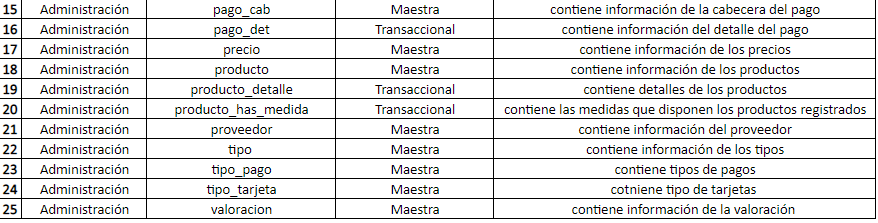 15 Administración pago_cab Maestra contiene información de la cabecera del pago
16 Administración pago_det Transaccional contiene información del detalle del pago
17 Administración precio Maestra contiene información de los precios
18 Administración producto Maestra contiene información de los productos
19 Administración producto_detalle Transaccional contiene detalles de los productos
20 Administración producto_has_medida Transaccional contiene las medidas que disponen los productos registrados
21 Administración proveedor Maestra contiene información del proveedor
22 Administración tipo Maestra contiene información de los tipos
23 Administración tipo_pago Maestra contiene tipos de pagos
24 Administración tipo_tarjeta Maestra cotniene tipo de tarjetas
25 Administración valoracion Maestra contiene información de la valoración